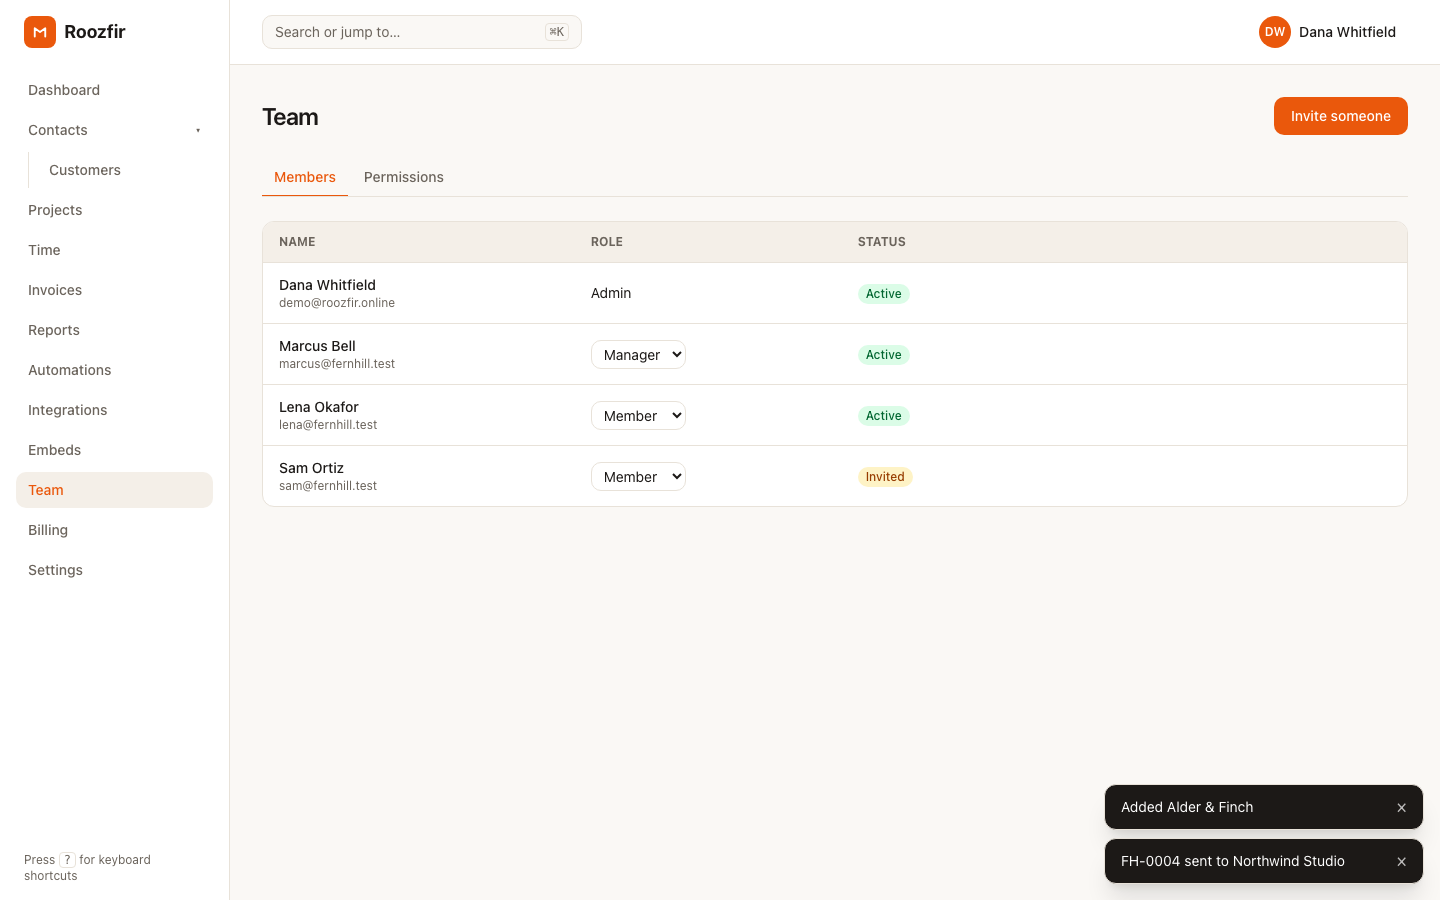 Roozfir
Search or jump to...
⌘K
DW
Dana Whitfield
Dashboard
Contacts
Customers
Projects
Time
Invoices
Reports
Automations
Integrations
Embeds
Team
Billing
Settings
Press ? for keyboard
shortcuts
Team
Invite someone
Members
Permissions
NAME
ROLE
STATUS
Dana Whitfield
demo@roozfir.online
Admin
Active
Marcus Bell
marcus@fernhill.test
Manager
Active
Lena Okafor
lena@fernhill.test
Member
Active
Sam Ortiz
sam@fernhill.test
Member
Invited
Added Alder & Finch
FH-0004 sent to Northwind Studio